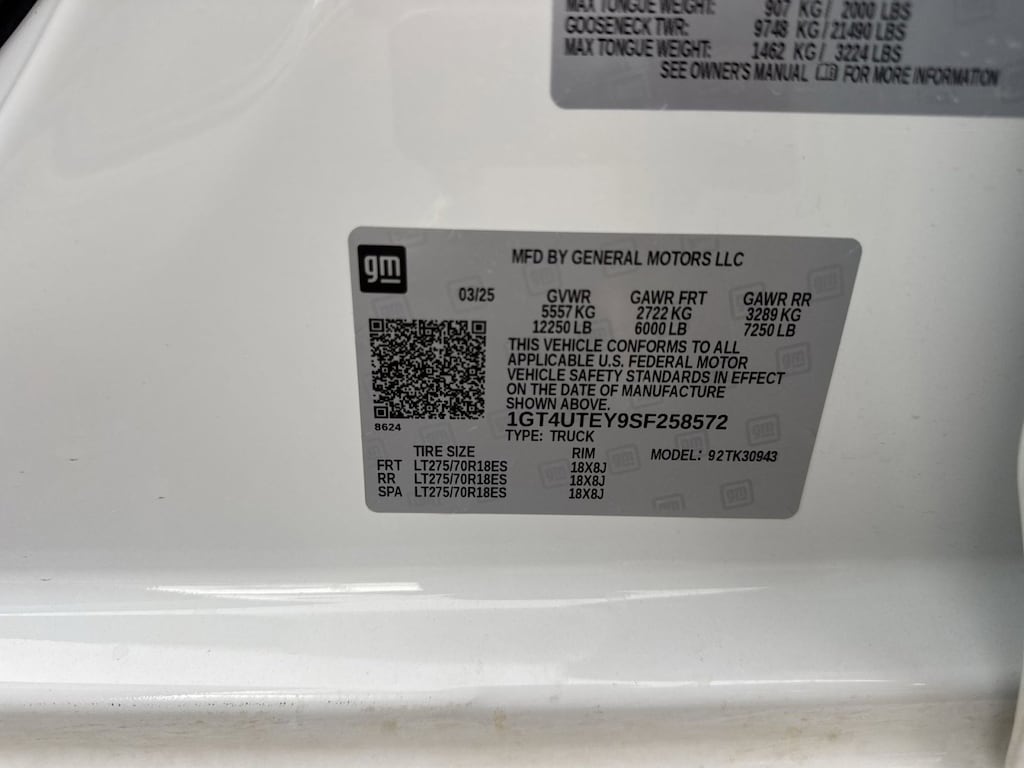 MAX TONGUE WEIGHT: 907 KG/ 2000 LBS
GOOSENECK TWR: 9748 KG/21490 LBS
MAX TONGUE WEIGHT: 1462 KG/ 3224 LBS
SEE OWNER'S MANUAL FOR MORE INFORMATION
gm
MFD BY GENERAL MOTORS LLC
03/25 GVWR GAWR FRT GAWR RR
5557 KG 2722 KG 3289 KG
12250 LB 6000 LB 7250 LB
THIS VEHICLE CONFORMS TO ALL
APPLICABLE U.S. FEDERAL MOTOR
VEHICLE SAFETY STANDARDS IN EFFECT
ON THE DATE OF MANUFACTURE
SHOWN ABOVE.
1GT4UTEY9SF258572
8624
TYPE: TRUCK
TIRE SIZE RIM MODEL: 92TK30943
FRT LT275/70R18ES 18X8J
RR LT275/70R18ES 18X8J
SPA LT275/70R18ES 18X8J